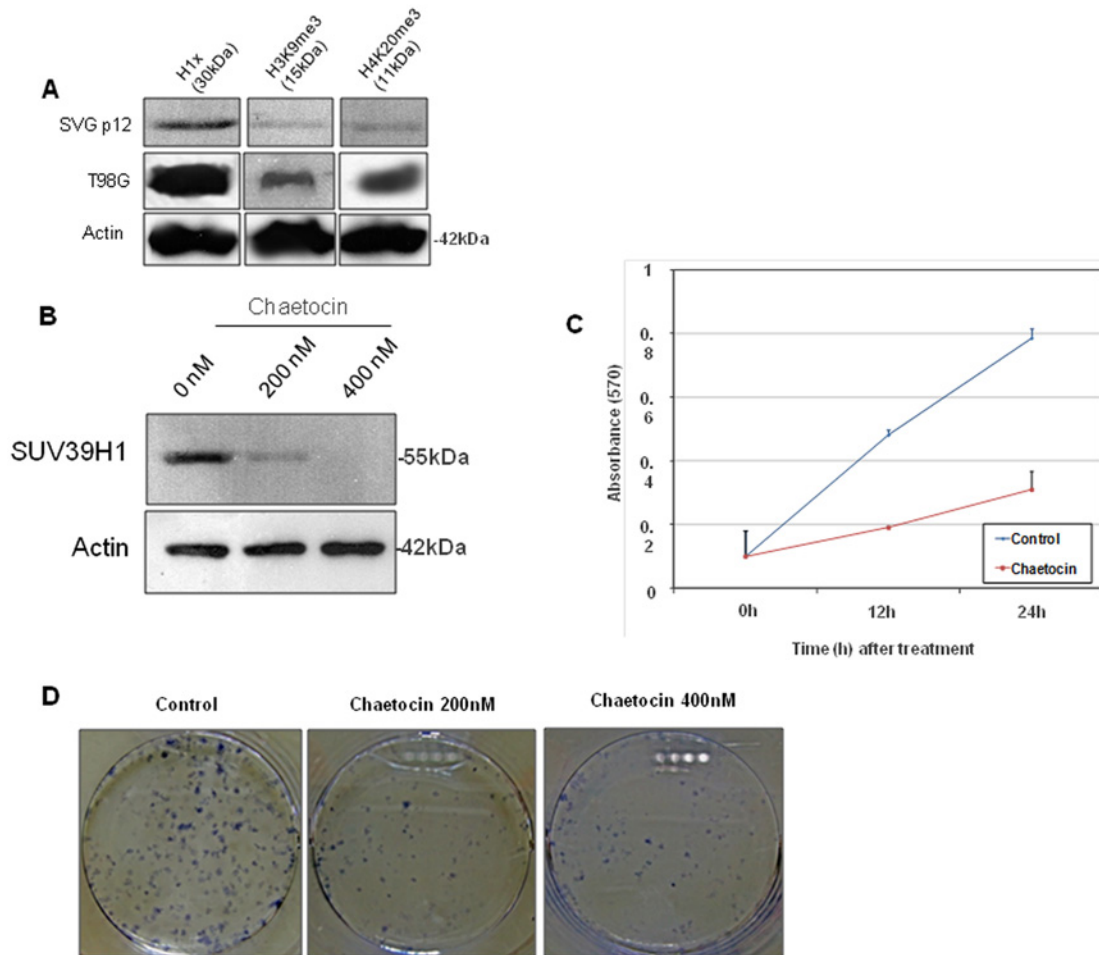 A
H1x
(30kDa)
H3K9me3
(15kDa)
H4K20me3
(11kDa)
SVG p12
T98G
Actin
-42kDa
B
Chaetocin
0 nM
200 nM
400 nM
SUV39H1
-55kDa
Actin
-42kDa
C
Absorbance (570)
1
0.
8
0.
6
0.
4
0.
2
0
0h
12h
24h
Time (h) after treatment
Control
Chaetocin
D
Control
Chaetocin 200nM
Chaetocin 400nM